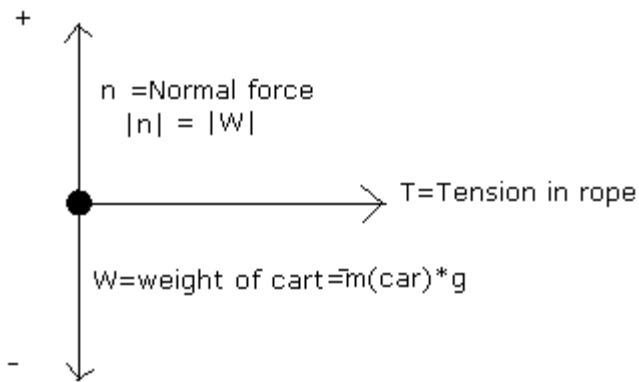 +
n =Normal force
|n| = |W|
T=Tension in rope
W=weight of cart=-m(car)*g
-